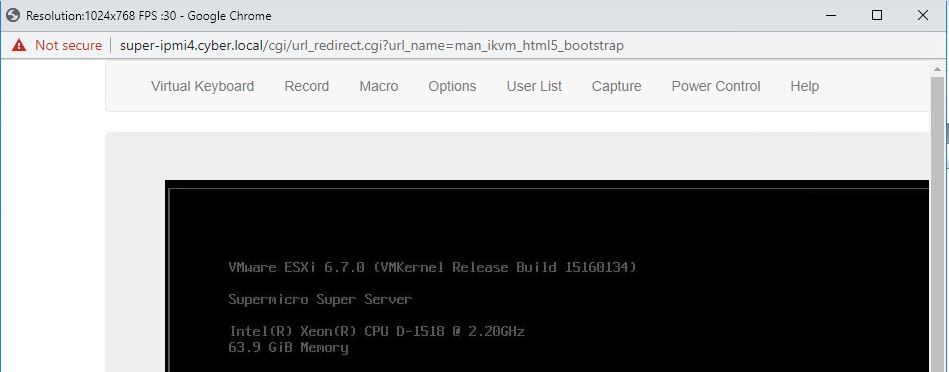 Resolution:1024x768 FPS :30 - Google Chrome
Not secure | super-ipmi4.cyber.local/cgi/url_redirect.cgi?url_name=man_ikvm_html5_bootstrap
Virtual Keyboard Record Macro Options User List Capture Power Control Help
VMware ESXi 6.7.0 (VMKernel Release Build 15160134)
Supermicro Super Server
Intel(R) Xeon(R) CPU D-1518 @ 2.20GHz
63.9 GiB Memory